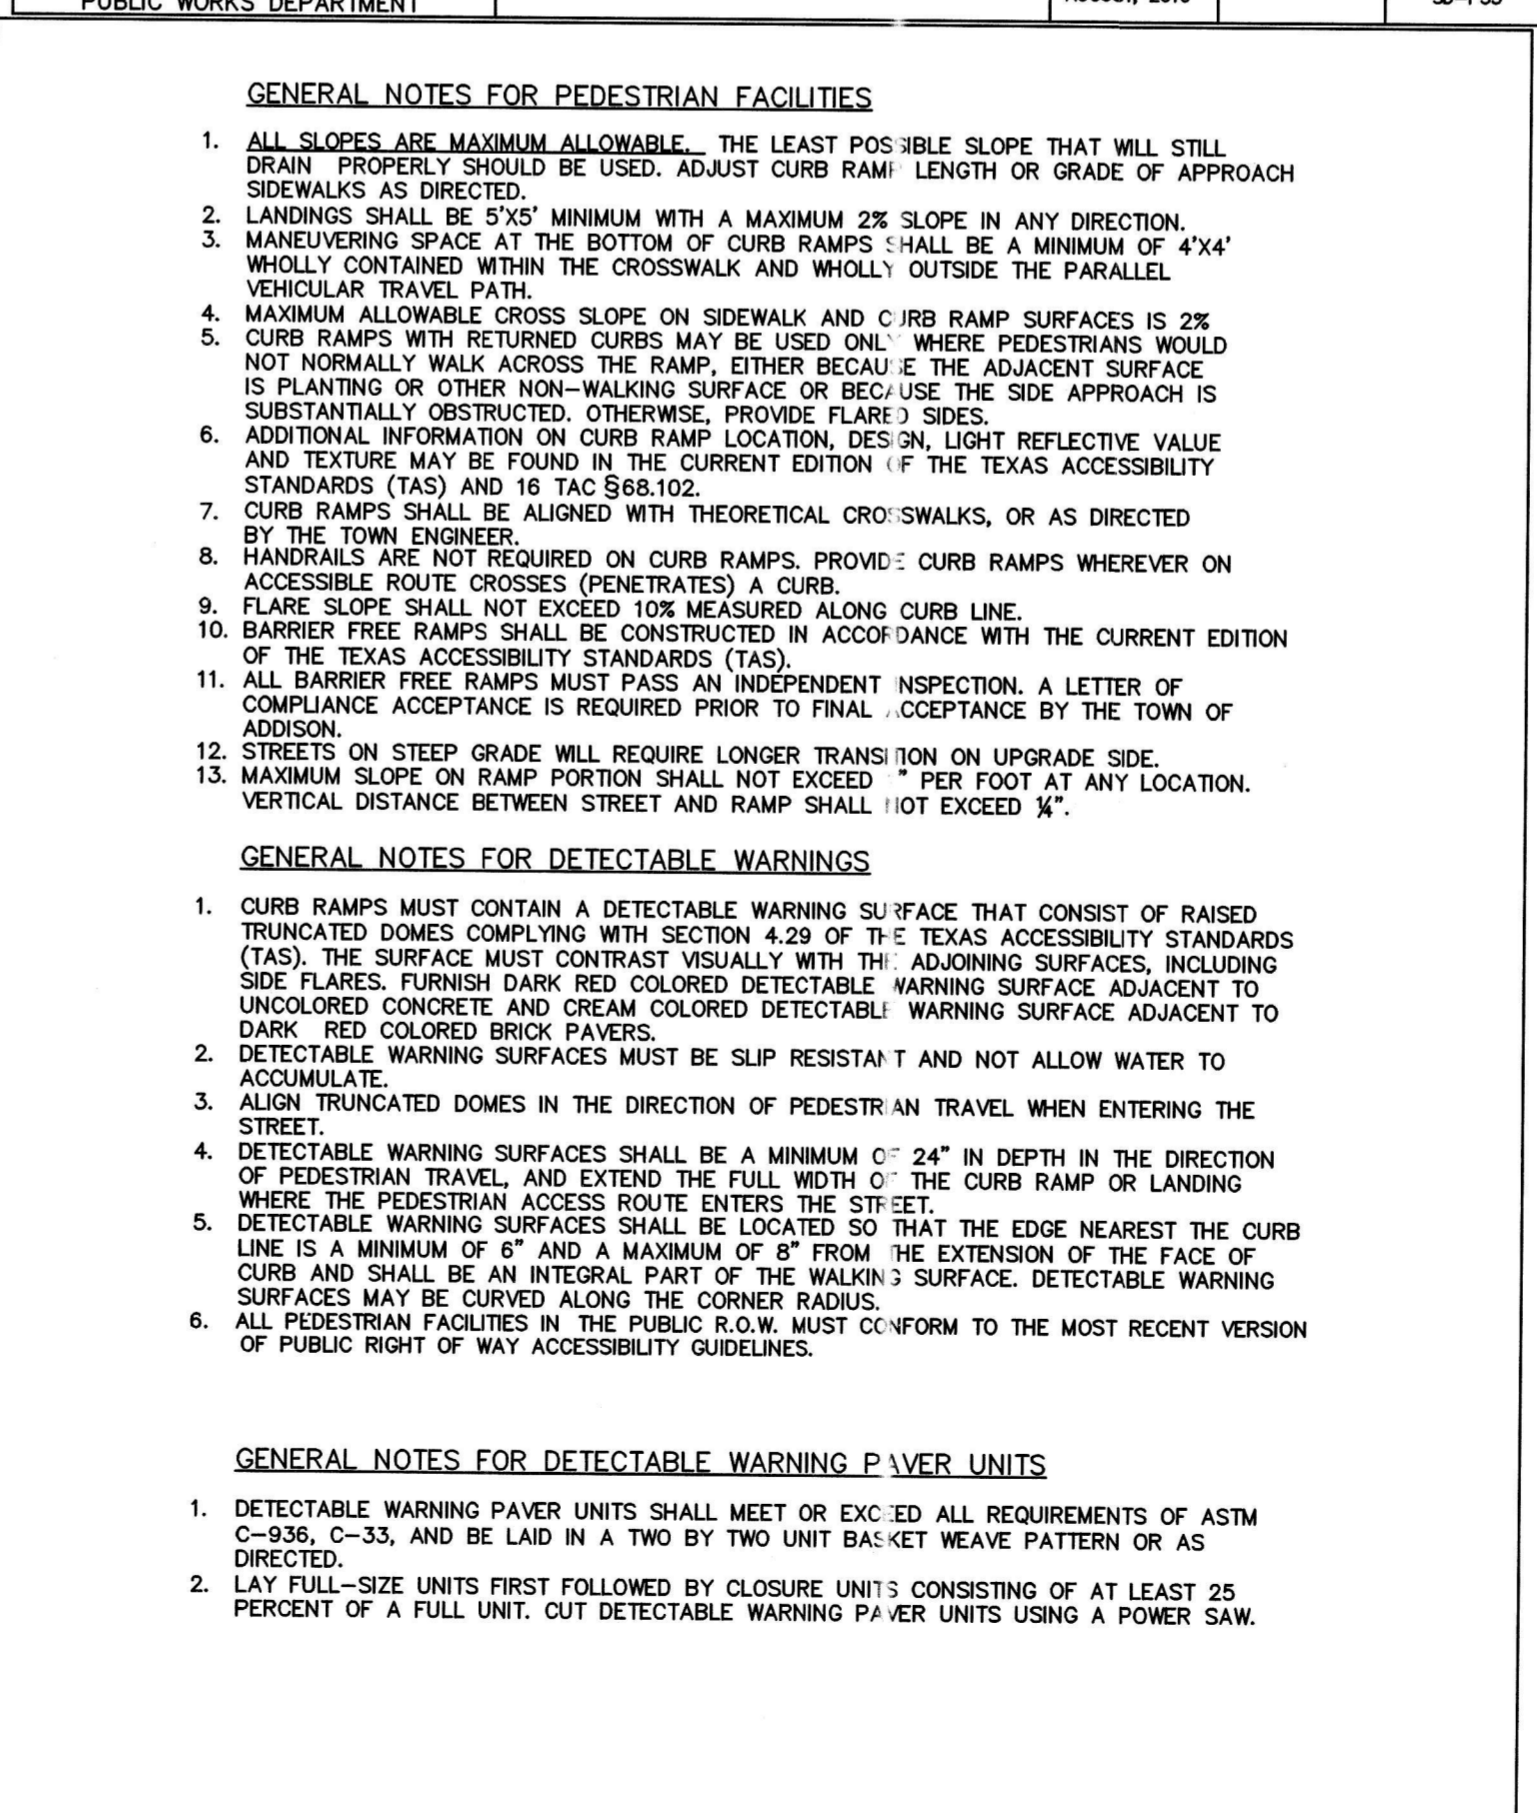 PUBLIC WORKS DEPARTMENT
GENERAL NOTES FOR PEDESTRIAN FACILITIES
1. ALL SLOPES ARE MAXIMUM ALLOWABLE. THE LEAST POSSIBLE SLOPE THAT WILL STILL
DRAIN PROPERLY SHOULD BE USED. ADJUST CURB RAMP LENGTH OR GRADE OF APPROACH
SIDEWALKS AS DIRECTED.
2. LANDINGS SHALL BE 5'X5' MINIMUM WITH A MAXIMUM 2% SLOPE IN ANY DIRECTION.
3. MANEUVERING SPACE AT THE BOTTOM OF CURB RAMPS SHALL BE A MINIMUM OF 4'X4'
WHOLLY CONTAINED WITHIN THE CROSSWALK AND WHOLLY OUTSIDE THE PARALLEL
VEHICULAR TRAVEL PATH.
4. MAXIMUM ALLOWABLE CROSS SLOPE ON SIDEWALK AND CURB RAMP SURFACES IS 2%
5. CURB RAMPS WITH RETURNED CURBS MAY BE USED ONLY WHERE PEDESTRIANS WOULD
NOT NORMALLY WALK ACROSS THE RAMP, EITHER BECAUSE THE ADJACENT SURFACE
IS PLANTING OR OTHER NON-WALKING SURFACE OR BECAUSE THE SIDE APPROACH IS
SUBSTANTIALLY OBSTRUCTED. OTHERWISE, PROVIDE FLARED SIDES.
6. ADDITIONAL INFORMATION ON CURB RAMP LOCATION, DESIGN, LIGHT REFLECTIVE VALUE
AND TEXTURE MAY BE FOUND IN THE CURRENT EDITION OF THE TEXAS ACCESSIBILITY
STANDARDS (TAS) AND 16 TAC §68.102.
7. CURB RAMPS SHALL BE ALIGNED WITH THEORETICAL CROSSWALKS, OR AS DIRECTED
BY THE TOWN ENGINEER.
8. HANDRAILS ARE NOT REQUIRED ON CURB RAMPS. PROVIDE CURB RAMPS WHEREVER ON
ACCESSIBLE ROUTE CROSSES (PENETRATES) A CURB.
9. FLARE SLOPE SHALL NOT EXCEED 10% MEASURED ALONG CURB LINE.
10. BARRIER FREE RAMPS SHALL BE CONSTRUCTED IN ACCORDANCE WITH THE CURRENT EDITION
OF THE TEXAS ACCESSIBILITY STANDARDS (TAS).
11. ALL BARRIER FREE RAMPS MUST PASS AN INDEPENDENT INSPECTION. A LETTER OF
COMPLIANCE ACCEPTANCE IS REQUIRED PRIOR TO FINAL ACCEPTANCE BY THE TOWN OF
ADDISON.
12. STREETS ON STEEP GRADE WILL REQUIRE LONGER TRANSITION ON UPGRADE SIDE.
13. MAXIMUM SLOPE ON RAMP PORTION SHALL NOT EXCEED " PER FOOT AT ANY LOCATION.
VERTICAL DISTANCE BETWEEN STREET AND RAMP SHALL NOT EXCEED ¼".
GENERAL NOTES FOR DETECTABLE WARNINGS
1. CURB RAMPS MUST CONTAIN A DETECTABLE WARNING SURFACE THAT CONSIST OF RAISED
TRUNCATED DOMES COMPLYING WITH SECTION 4.29 OF THE TEXAS ACCESSIBILITY STANDARDS
(TAS). THE SURFACE MUST CONTRAST VISUALLY WITH THE ADJOINING SURFACES, INCLUDING
SIDE FLARES. FURNISH DARK RED COLORED DETECTABLE WARNING SURFACE ADJACENT TO
UNCOLORED CONCRETE AND CREAM COLORED DETECTABLE WARNING SURFACE ADJACENT TO
DARK RED COLORED BRICK PAVERS.
2. DETECTABLE WARNING SURFACES MUST BE SLIP RESISTANT AND NOT ALLOW WATER TO
ACCUMULATE.
3. ALIGN TRUNCATED DOMES IN THE DIRECTION OF PEDESTRIAN TRAVEL WHEN ENTERING THE
STREET.
4. DETECTABLE WARNING SURFACES SHALL BE A MINIMUM OF 24" IN DEPTH IN THE DIRECTION
OF PEDESTRIAN TRAVEL, AND EXTEND THE FULL WIDTH OF THE CURB RAMP OR LANDING
WHERE THE PEDESTRIAN ACCESS ROUTE ENTERS THE STREET.
5. DETECTABLE WARNING SURFACES SHALL BE LOCATED SO THAT THE EDGE NEAREST THE CURB
LINE IS A MINIMUM OF 6" AND A MAXIMUM OF 8" FROM THE EXTENSION OF THE FACE OF
CURB AND SHALL BE AN INTEGRAL PART OF THE WALKING SURFACE. DETECTABLE WARNING
SURFACES MAY BE CURVED ALONG THE CORNER RADIUS.
6. ALL PEDESTRIAN FACILITIES IN THE PUBLIC R.O.W. MUST CONFORM TO THE MOST RECENT VERSION
OF PUBLIC RIGHT OF WAY ACCESSIBILITY GUIDELINES.
GENERAL NOTES FOR DETECTABLE WARNING PAVER UNITS
1. DETECTABLE WARNING PAVER UNITS SHALL MEET OR EXCEED ALL REQUIREMENTS OF ASTM
C-936, C-33, AND BE LAID IN A TWO BY TWO UNIT BASKET WEAVE PATTERN OR AS
DIRECTED.
2. LAY FULL-SIZE UNITS FIRST FOLLOWED BY CLOSURE UNITS CONSISTING OF AT LEAST 25
PERCENT OF A FULL UNIT. CUT DETECTABLE WARNING PAVER UNITS USING A POWER SAW.